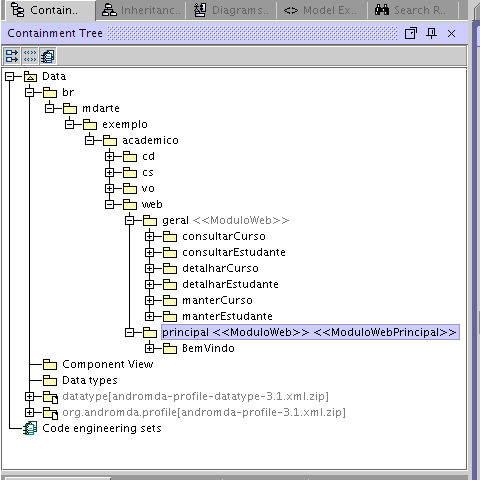 Contain..
Inheritanc..
Diagrams..
<> Model Ex..
Search R..
Containment Tree
Data
br
mdarte
exemplo
academico
cd
cs
vo
web
geral <<ModuloWeb>>
consultarCurso
consultarEstudante
detalharCurso
detalharEstudante
manterCurso
manterEstudante
principal <<ModuloWeb>> <<ModuloWebPrincipal>>
BemVindo
Component View
Data types
datatype[andromda-profile-datatype-3.1.xml.zip]
org.andromda.profile[andromda-profile-3.1.xml.zip]
Code engineering sets